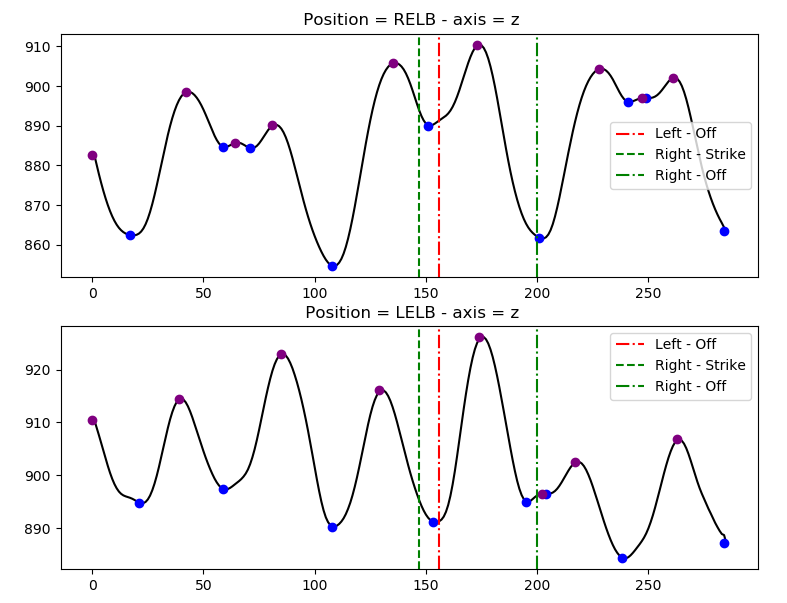 Position = RELB - axis = z
910
900
890
880
870
860
Left - Off
Right - Strike
Right - Off
0 50 100 150 200 250
Position = LELB - axis = z
920
910
900
890
Left - Off
Right - Strike
Right - Off
0 50 100 150 200 250